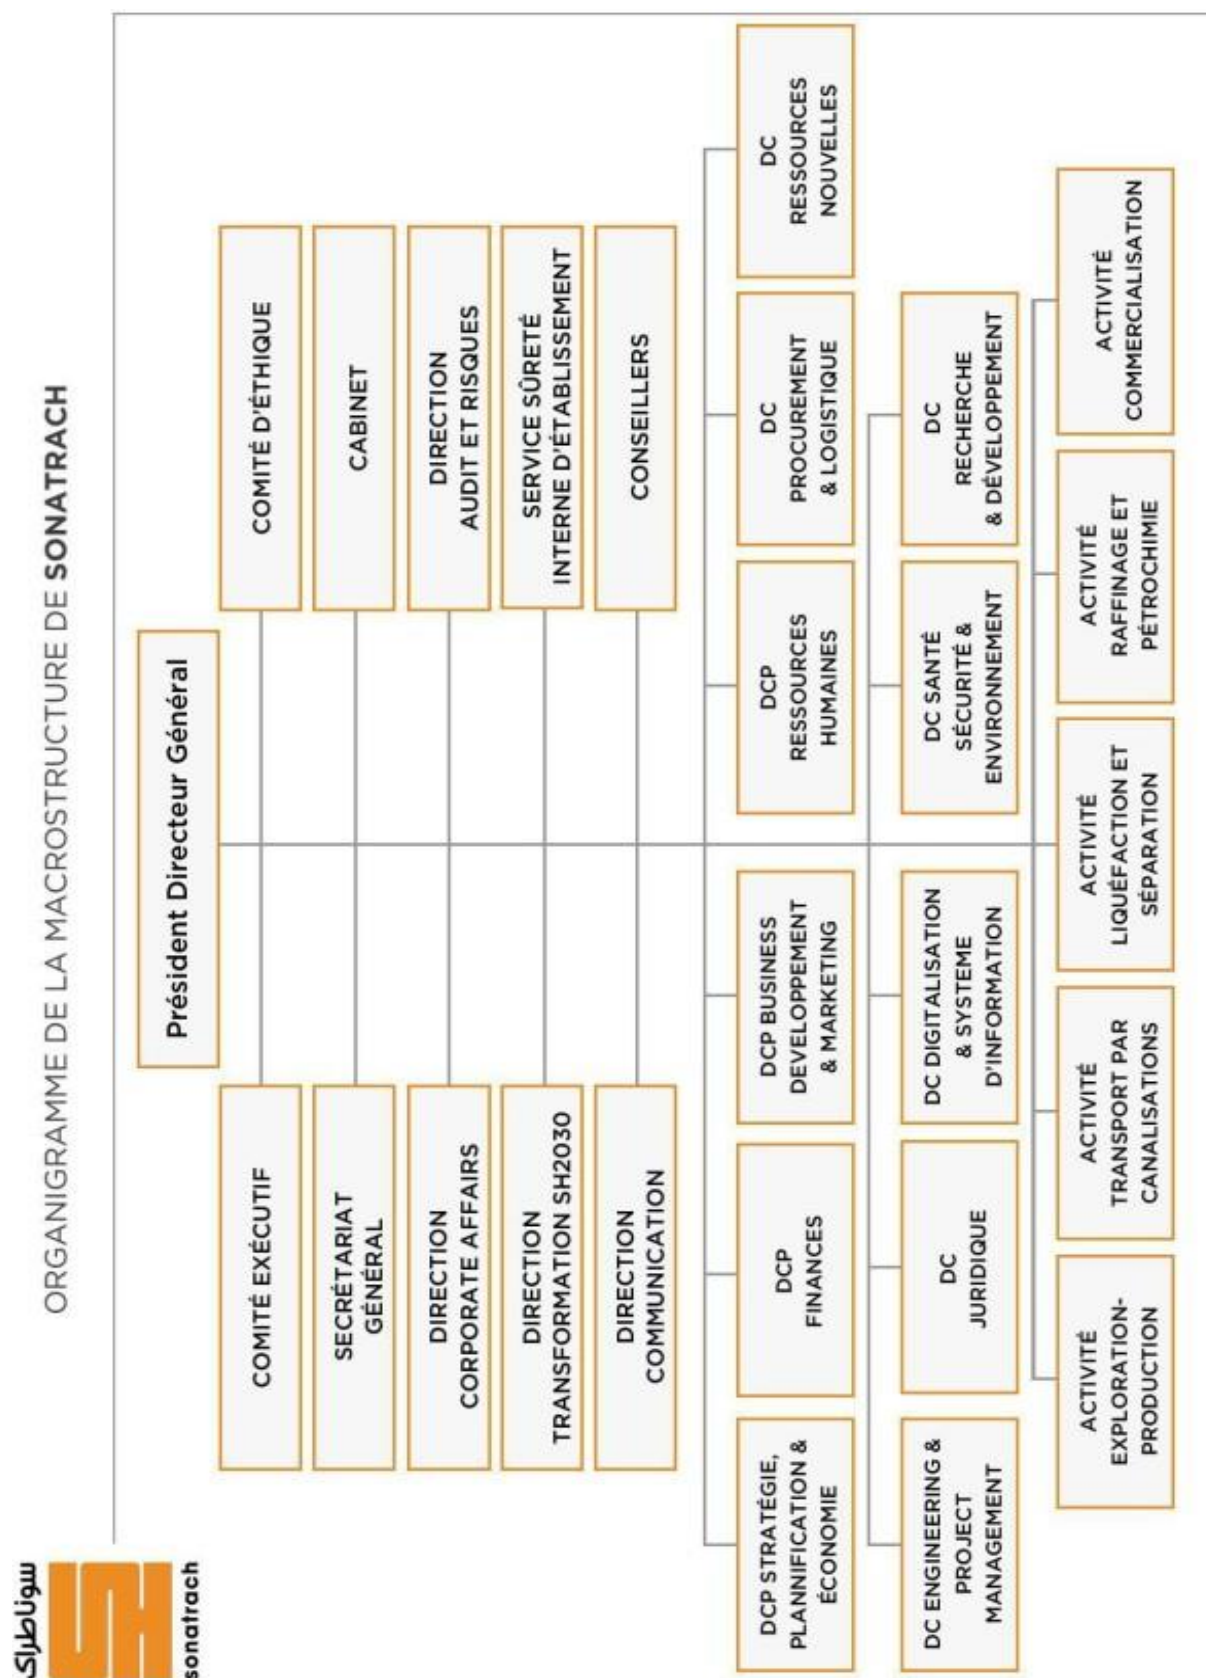 سوناطراك
sonatrach
ORGANIGRAMME DE LA MACROSTRUCTURE DE SONATRACH
Président Directeur Général
COMITÉ EXÉCUTIF
COMITÉ D'ÉTHIQUE
SECRÉTARIAT
GÉNÉRAL
CABINET
DIRECTION
CORPORATE AFFAIRS
DIRECTION
AUDIT ET RISQUES
DIRECTION
TRANSFORMATION SH2030
SERVICE SÛRETÉ
INTERNE D'ÉTABLISSEMENT
DIRECTION
COMMUNICATION
CONSEILLERS
DCP STRATÉGIE,
PLANNIFICATION &
ÉCONOMIE
DCP
FINANCES
DCP BUSINESS
DEVELOPPEMENT
& MARKETING
DCP
RESSOURCES
HUMAINES
DC
PROCUREMENT
& LOGISTIQUE
DC
RESSOURCES
NOUVELLES
DC ENGINEERING &
PROJECT
MANAGEMENT
DC
JURIDIQUE
DC DIGITALISATION
& SYSTEME
D'INFORMATION
DC SANTÉ
SÉCURITÉ &
ENVIRONNEMENT
DC
RECHERCHE
& DÉVELOPPEMENT
ACTIVITÉ
EXPLORATION-
PRODUCTION
ACTIVITÉ
TRANSPORT PAR
CANALISATIONS
ACTIVITÉ
LIQUÉFACTION ET
SÉPARATION
ACTIVITÉ
RAFFINAGE ET
PÉTROCHIMIE
ACTIVITÉ
COMMERCIALISATION